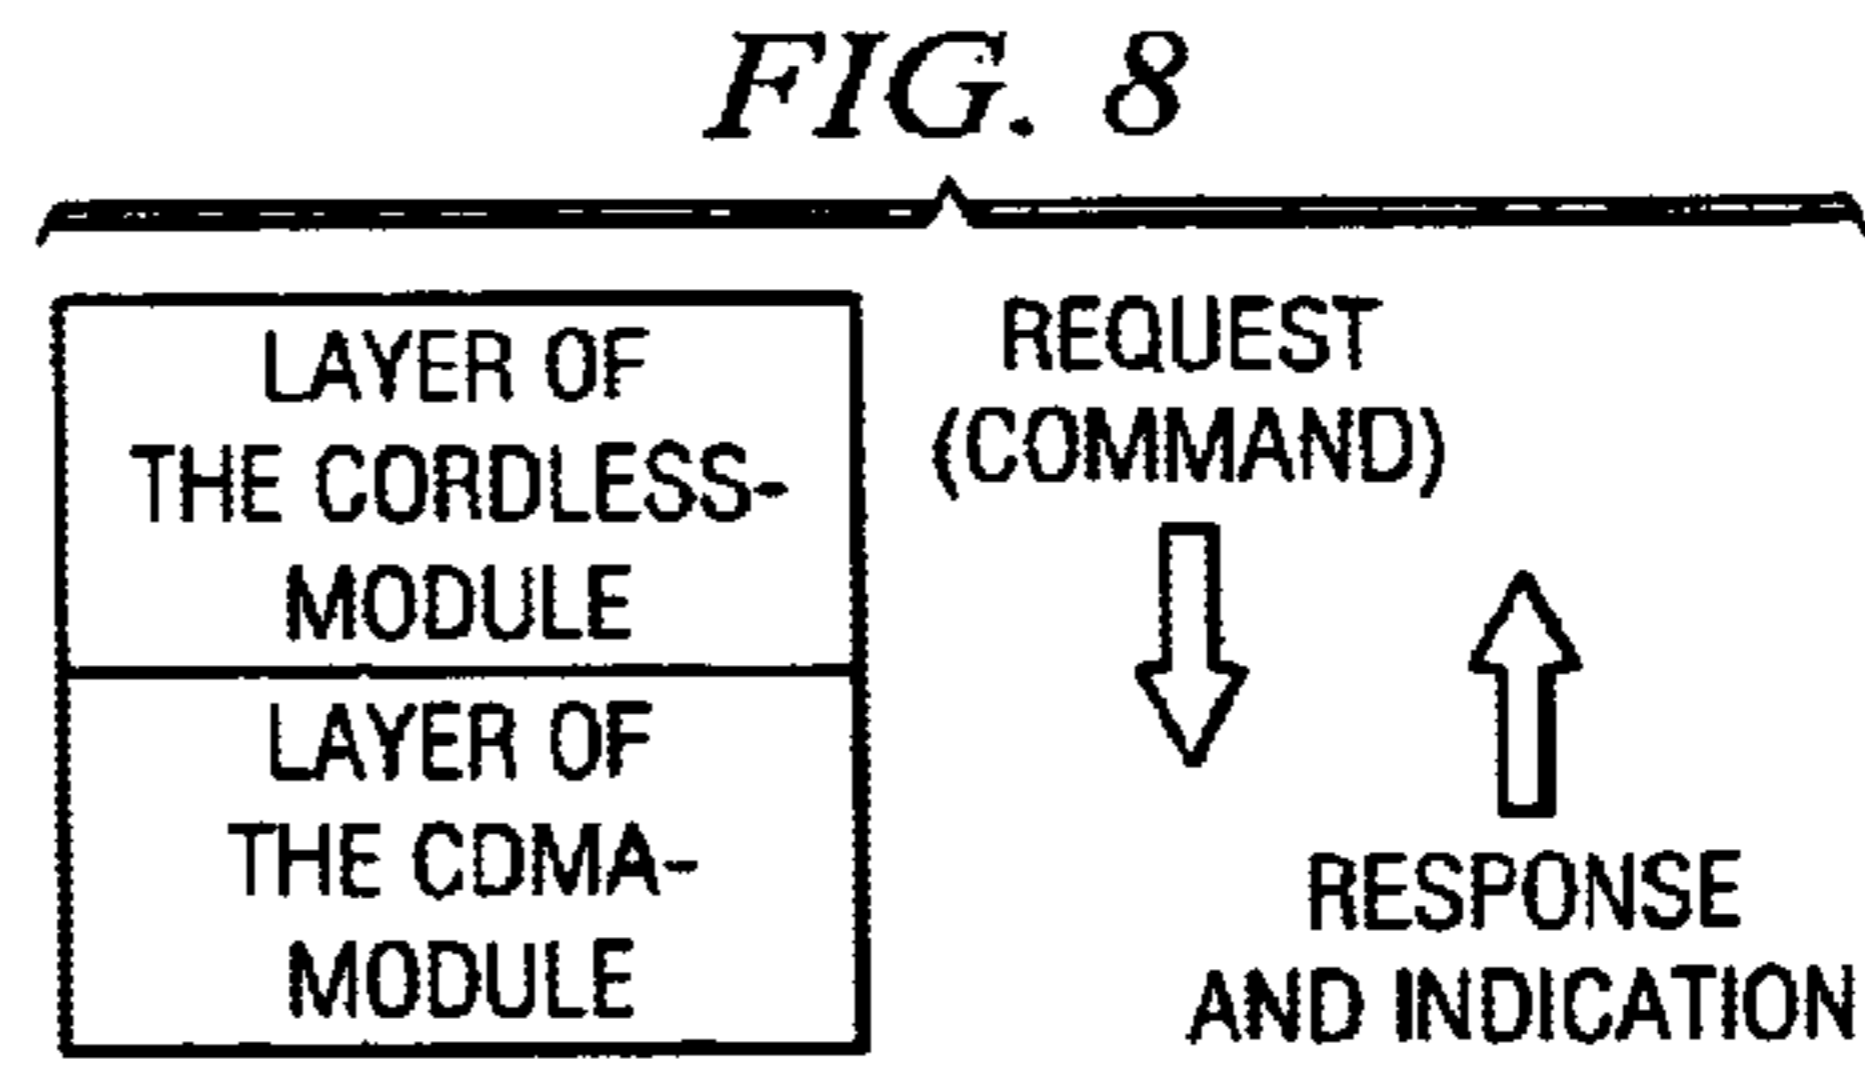 FIG. 8
LAYER OF
THE CORDLESS-
MODULE
LAYER OF
THE CDMA-
MODULE
REQUEST
(COMMAND)
RESPONSE
AND INDICATION